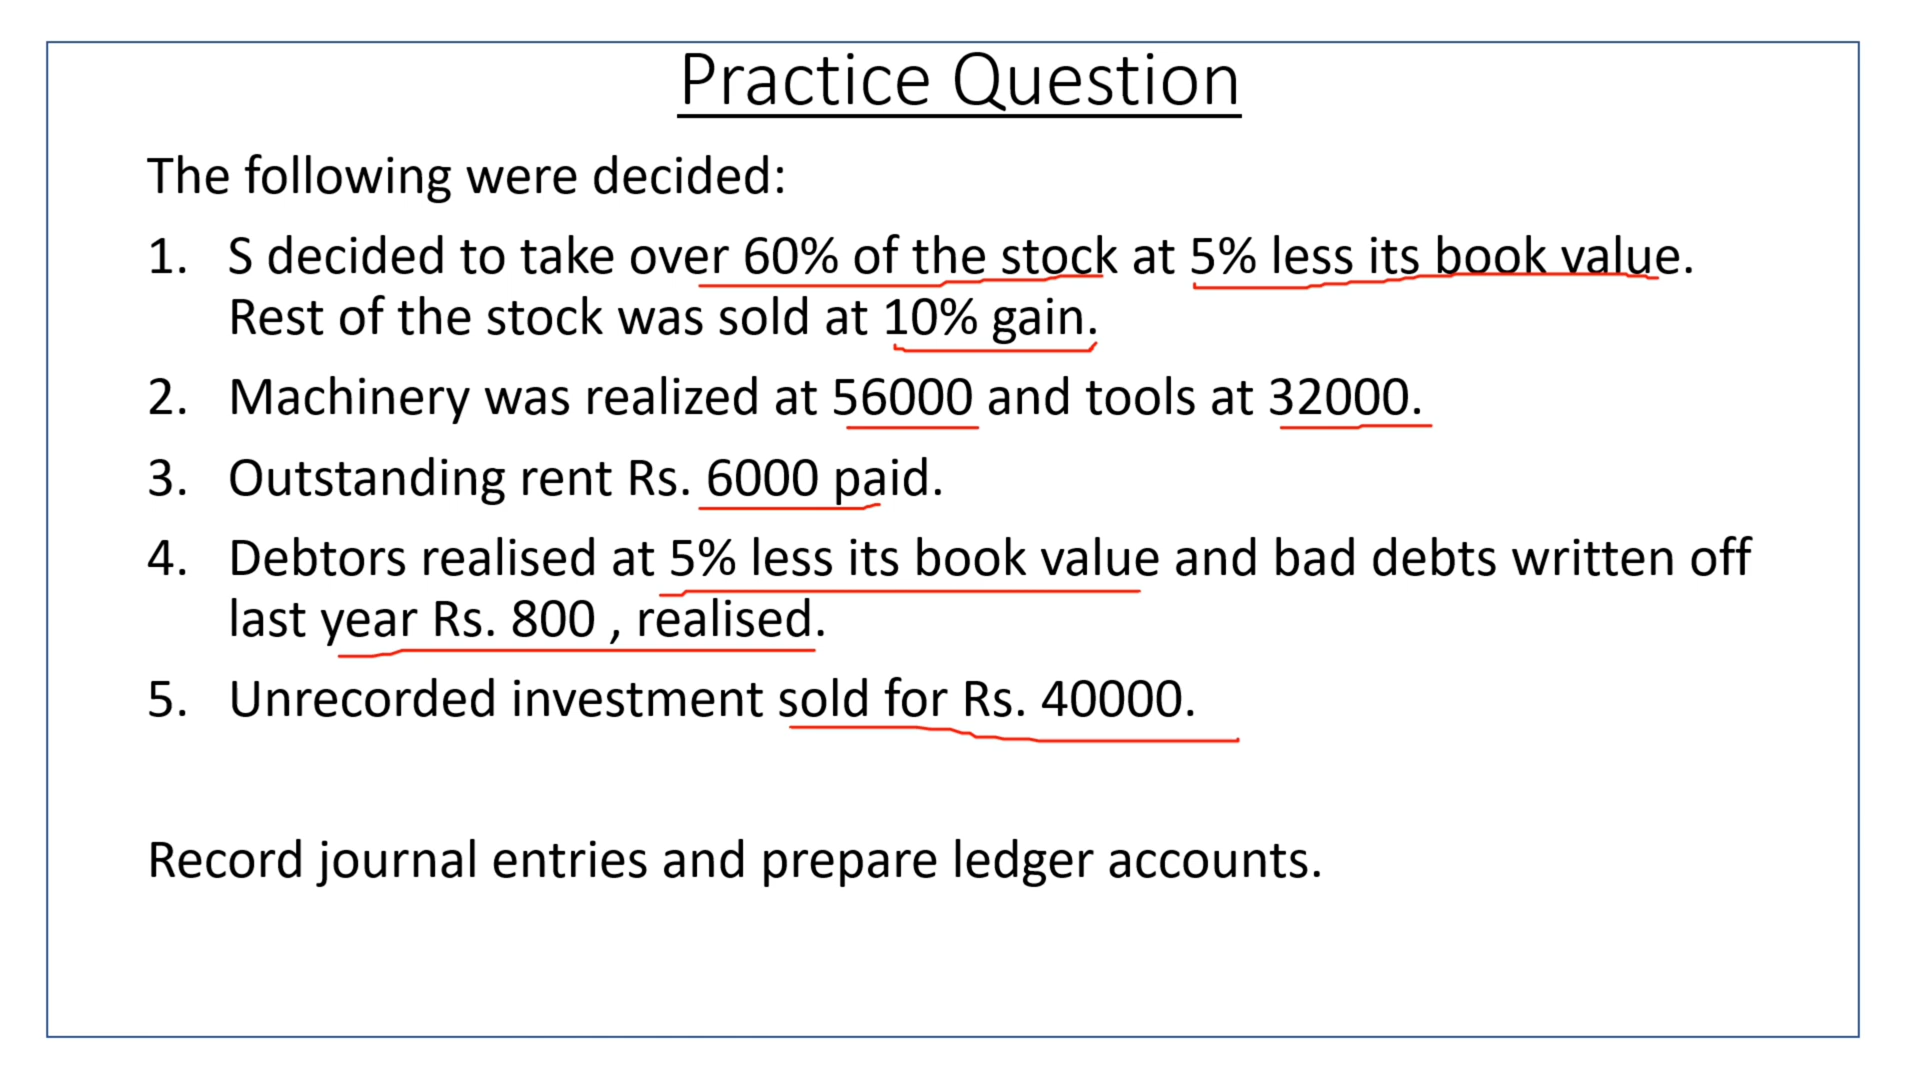 Practice Question
The following were decided:
1. S decided to take over 60% of the stock at 5% less its book value.
Rest of the stock was sold at 10% gain.
2. Machinery was realized at 56000 and tools at 32000.
3. Outstanding rent Rs. 6000 paid.
4. Debtors realised at 5% less its book value and bad debts written off
last year Rs. 800 , realised.
5. Unrecorded investment sold for Rs. 40000.
Record journal entries and prepare ledger accounts.